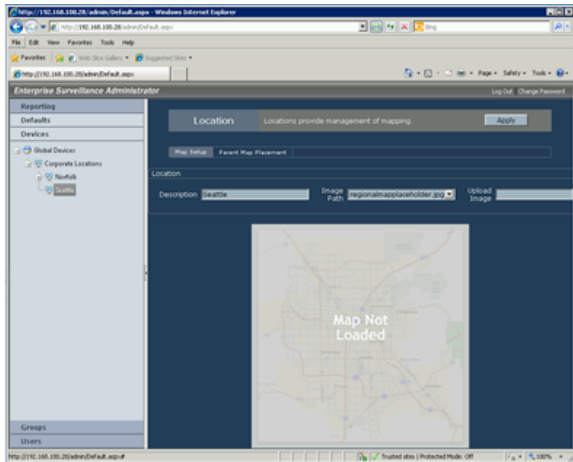 http://192.168.100.28/admin/Default.aspx - Windows Internet Explorer
http://192.168.100.28/admin/Default.aspx
Bing
File Edit View Favorites Tools Help
Favorites Web Slice Gallery Suggested Sites
http://192.168.100.28/admin/Default.aspx
Page Safety Tools
Enterprise Surveillance Administrator
Log Out Change Password
Reporting
Defaults
Devices
Global Devices
Corporate Locations
Norfolk
Seattle
Location
Locations provide management of mapping.
Apply
Map Setup Parent Map Placement
Location
Description Seattle
Image Path regionalmapplaceholder.jpg
Upload Image
Map Not
Loaded
Groups
Users
http://192.168.100.28/admin/Default.aspx#
Trusted sites | Protected Mode: Off
100%